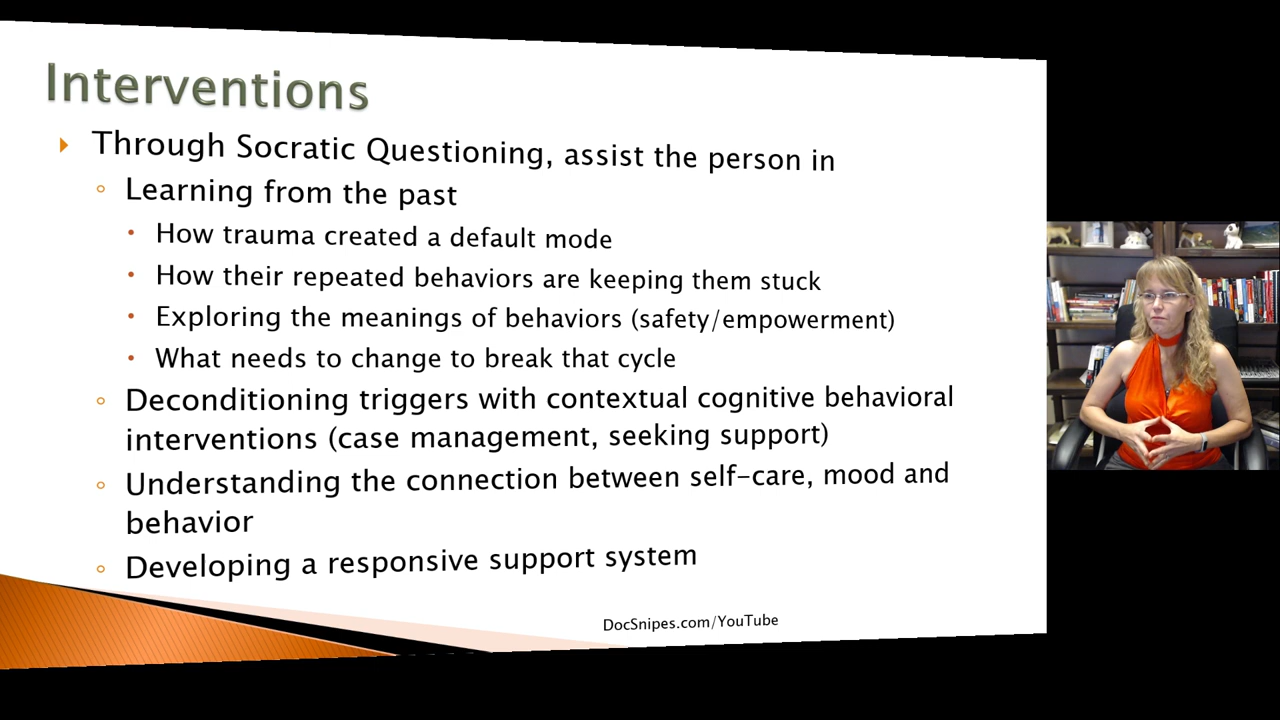 Interventions
Through Socratic Questioning, assist the person in
Learning from the past
How trauma created a default mode
How their repeated behaviors are keeping them stuck
Exploring the meanings of behaviors (safety/empowerment)
What needs to change to break that cycle
Deconditioning triggers with contextual cognitive behavioral
interventions (case management, seeking support)
Understanding the connection between self-care, mood and
behavior
Developing a responsive support system
DocSnipes.com/YouTube